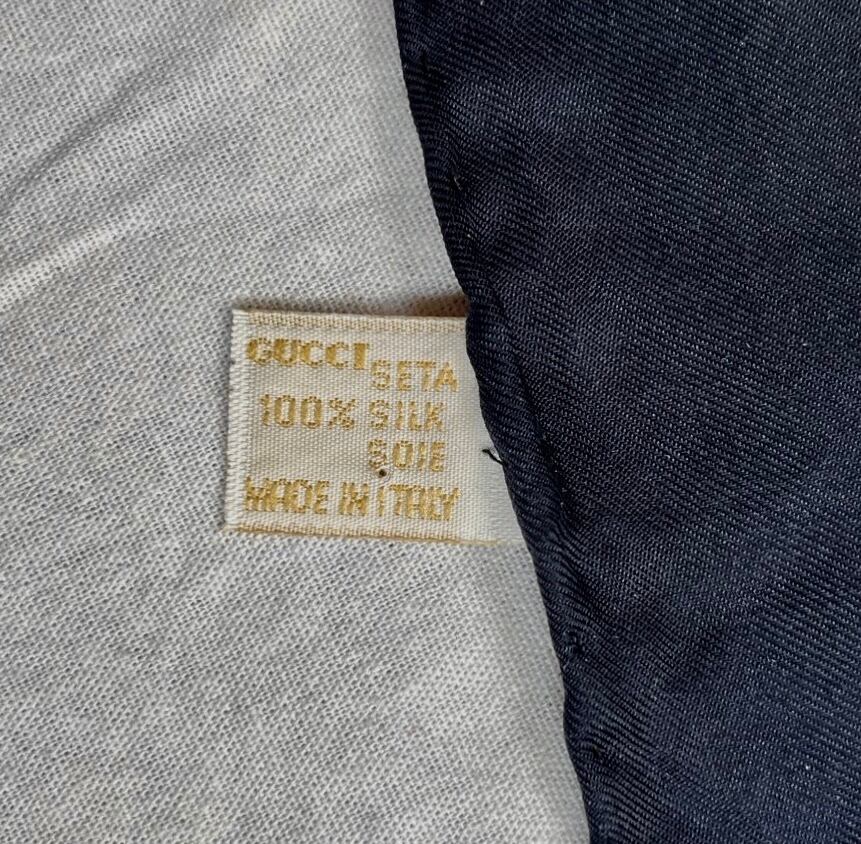 GUCCI SETA
100% SILK
SOIE
MADE IN ITALY